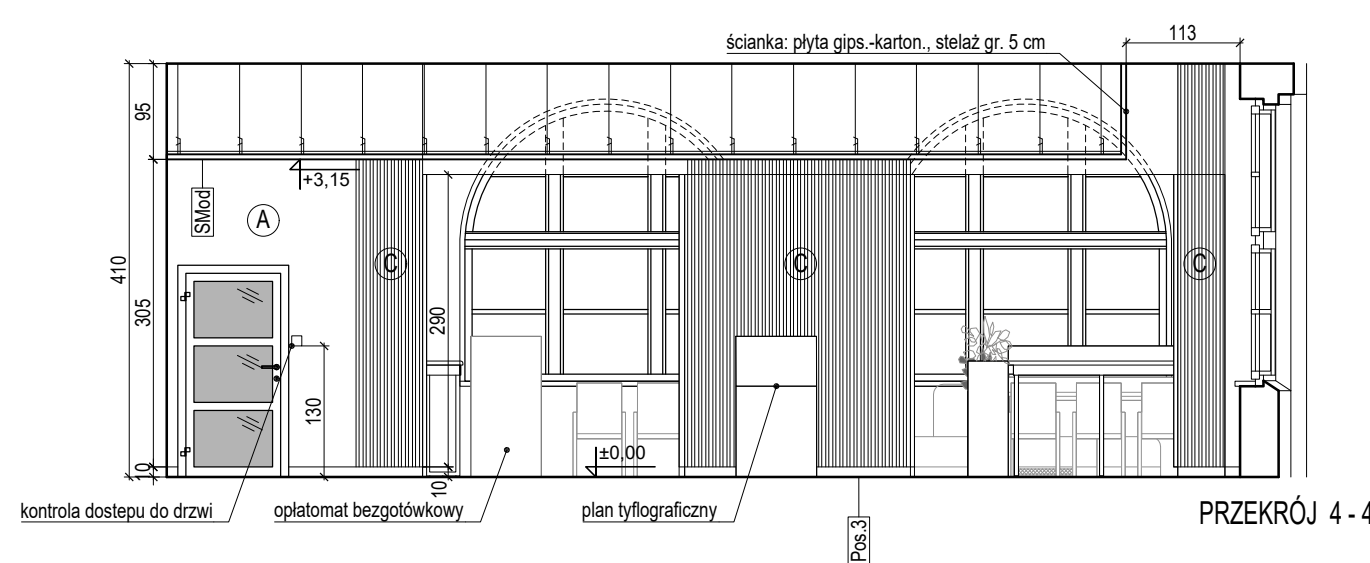 ścianka: płyta gips.-karton., stelaż gr. 5 cm
113
95
+3,15
SMod
A
410
C
C
C
305
290
130
±0,00
10
10
kontrola dostepu do drzwi
opłatomat bezgotówkowy
plan tyflograficzny
Pos.3
PRZEKRÓJ 4 - 4